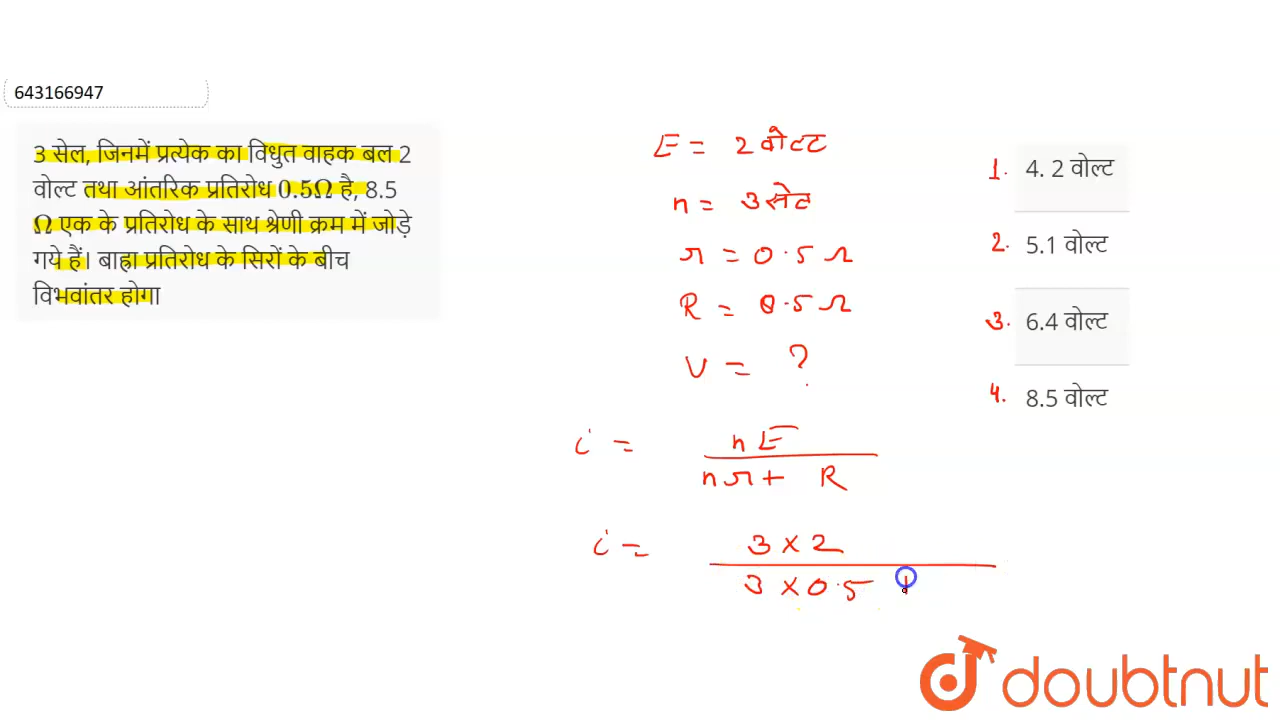 643166947
3 सेल, जिनमें प्रत्येक का विधुत वाहक बल 2
वोल्ट तथा आंतरिक प्रतिरोध 0.5Ω है, 8.5
Ω एक के प्रतिरोध के साथ श्रेणी क्रम में जोड़े
गये हैं। बाह्रा प्रतिरोध के सिरों के बीच
विभवांतर होगा
E = 2 वोल्ट
n = 3 सेल
r = 0.5 Ω
R = 8.5 Ω
V = ?
i = nE
nr + R
i = 3 × 2
3 × 0.5 +
1. 4. 2 वोल्ट
2. 5.1 वोल्ट
3. 6.4 वोल्ट
4. 8.5 वोल्ट
doubtnut